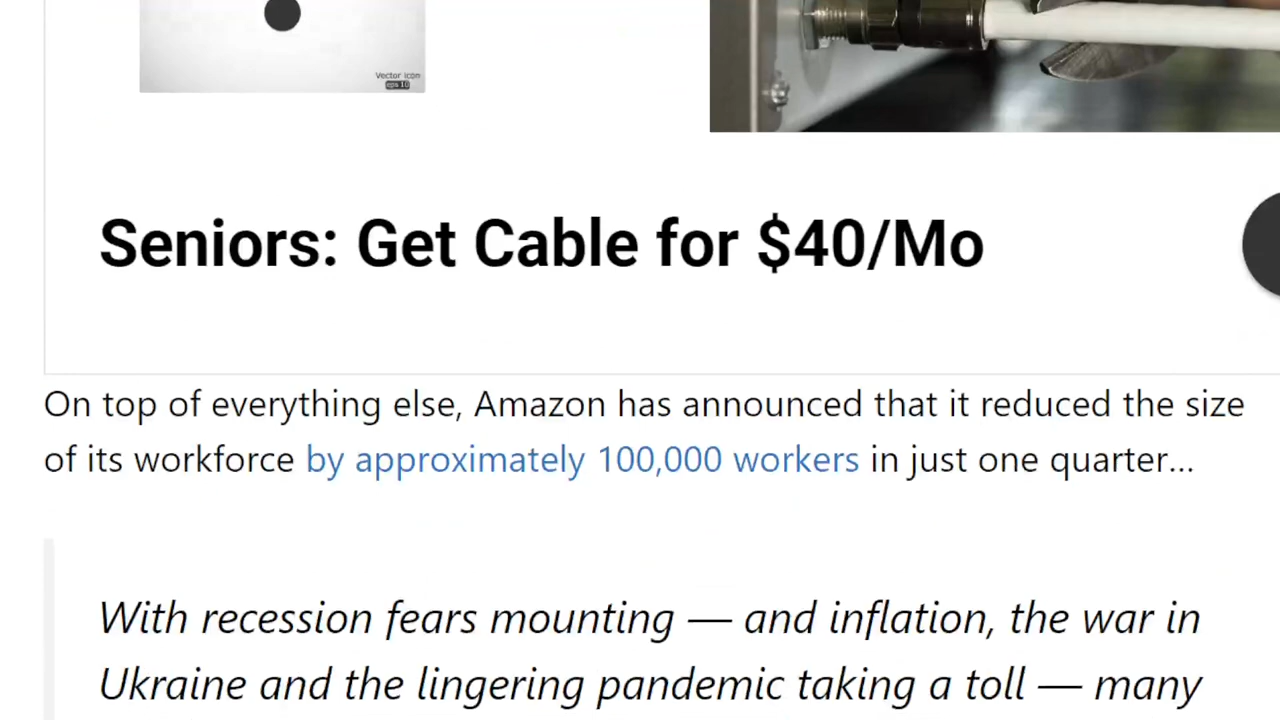 Vector Icon
eps 10
Seniors: Get Cable for $40/Mo
On top of everything else, Amazon has announced that it reduced the size
of its workforce by approximately 100,000 workers in just one quarter...
With recession fears mounting — and inflation, the war in
Ukraine and the lingering pandemic taking a toll — many